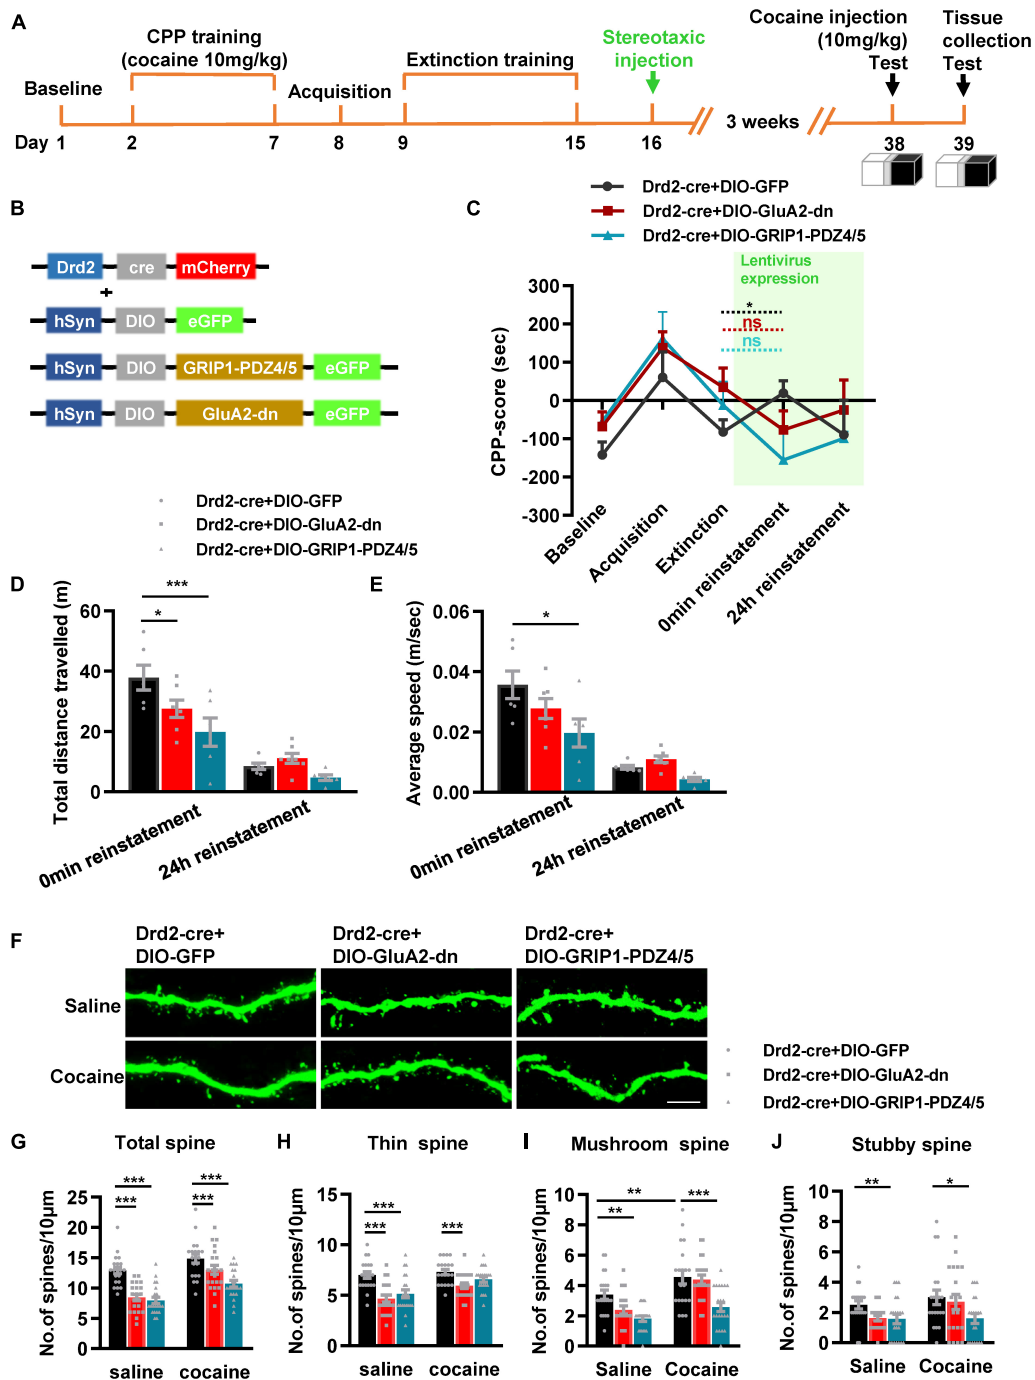 A
CPP training
(cocaine 10mg/kg)
Extinction training
Stereotaxic
injection
Cocaine injection
(10mg/kg)
Test
Tissue
collection
Test
Baseline
Acquisition
3 weeks
Day 1 2 7 8 9 15 16 38 39
B
Drd2 cre mCherry
+
hSyn DIO eGFP
hSyn DIO GRIP1-PDZ4/5 eGFP
hSyn DIO GluA2-dn eGFP
C
Drd2-cre+DIO-GFP
Drd2-cre+DIO-GluA2-dn
Drd2-cre+DIO-GRIP1-PDZ4/5
Lentivirus
expression
CPP-score (sec)
300
200
100
0
-100
-200
-300
*
ns
ns
Baseline
Acquisition
Extinction
0min reinstatement
24h reinstatement
Drd2-cre+DIO-GFP
Drd2-cre+DIO-GluA2-dn
Drd2-cre+DIO-GRIP1-PDZ4/5
D
Total distance travelled (m)
60
40
20
0
***
*
0min reinstatement
24h reinstatement
E
Average speed (m/sec)
0.06
0.04
0.02
0.00
*
0min reinstatement
24h reinstatement
F
Drd2-cre+
DIO-GFP
Drd2-cre+
DIO-GluA2-dn
Drd2-cre+
DIO-GRIP1-PDZ4/5
Saline
Cocaine
Drd2-cre+DIO-GFP
Drd2-cre+DIO-GluA2-dn
Drd2-cre+DIO-GRIP1-PDZ4/5
G
Total spine
No.of spines/10μm
25
20
15
10
5
0
***
***
***
***
saline
cocaine
H
Thin spine
No.of spines/10μm
15
10
5
0
***
***
***
saline
cocaine
I
Mushroom spine
No.of spines/10μm
10
8
6
4
2
0
**
**
***
Saline
Cocaine
J
Stubby spine
No.of spines/10μm
10
8
6
4
2
0
**
*
Saline
Cocaine